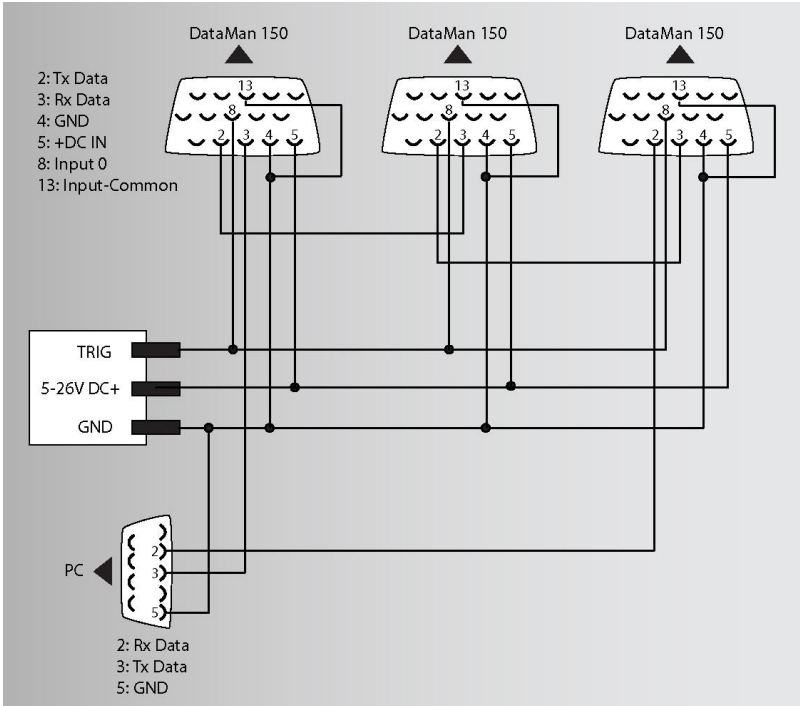 DataMan 150 DataMan 150 DataMan 150
2: Tx Data
3: Rx Data
4: GND
5: +DC IN
8: Input 0
13: Input-Common
13 13 13
8 8 8
2 3 4 5 2 3 4 5 2 3 4 5
TRIG
5-26V DC+
GND
PC
2
3
5
2: Rx Data
3: Tx Data
5: GND